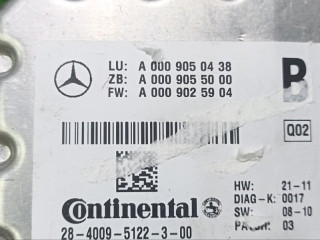 LU: A 000 905 04 38
ZB: A 000 905 50 00
FW: A 000 902 59 04
Q02
Continental
HW: 21-11
DIAG-K: 0017
SW: 08-10
03
28-4009-5122-3-00